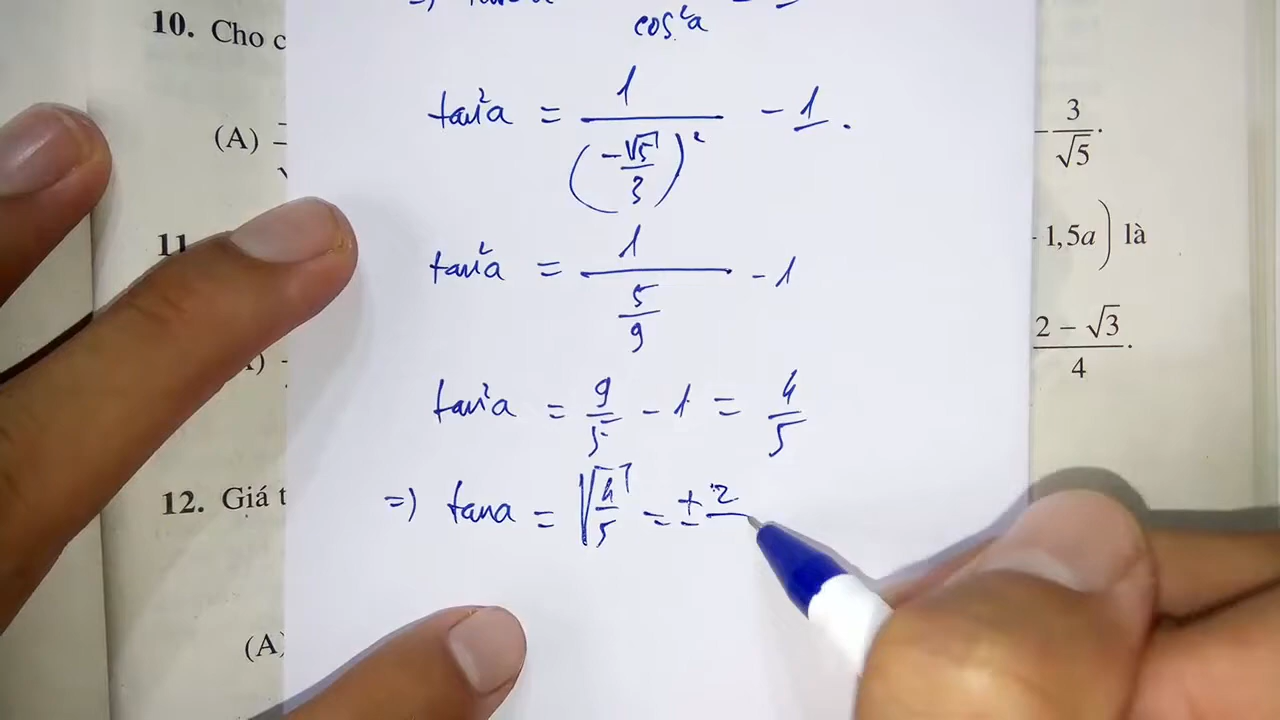 10. Cho c
cos²a
tan²a = 1/(-√5/3)² - 1.
(A) -
- 3/√5.
11.
tan²a = 1/(5/9) - 1
- 1,5a) là
2 - √3/4.
tan²a = 9/5 - 1 = 4/5
12. Giá t
=> tana = √4/5 = ± 2
(A)